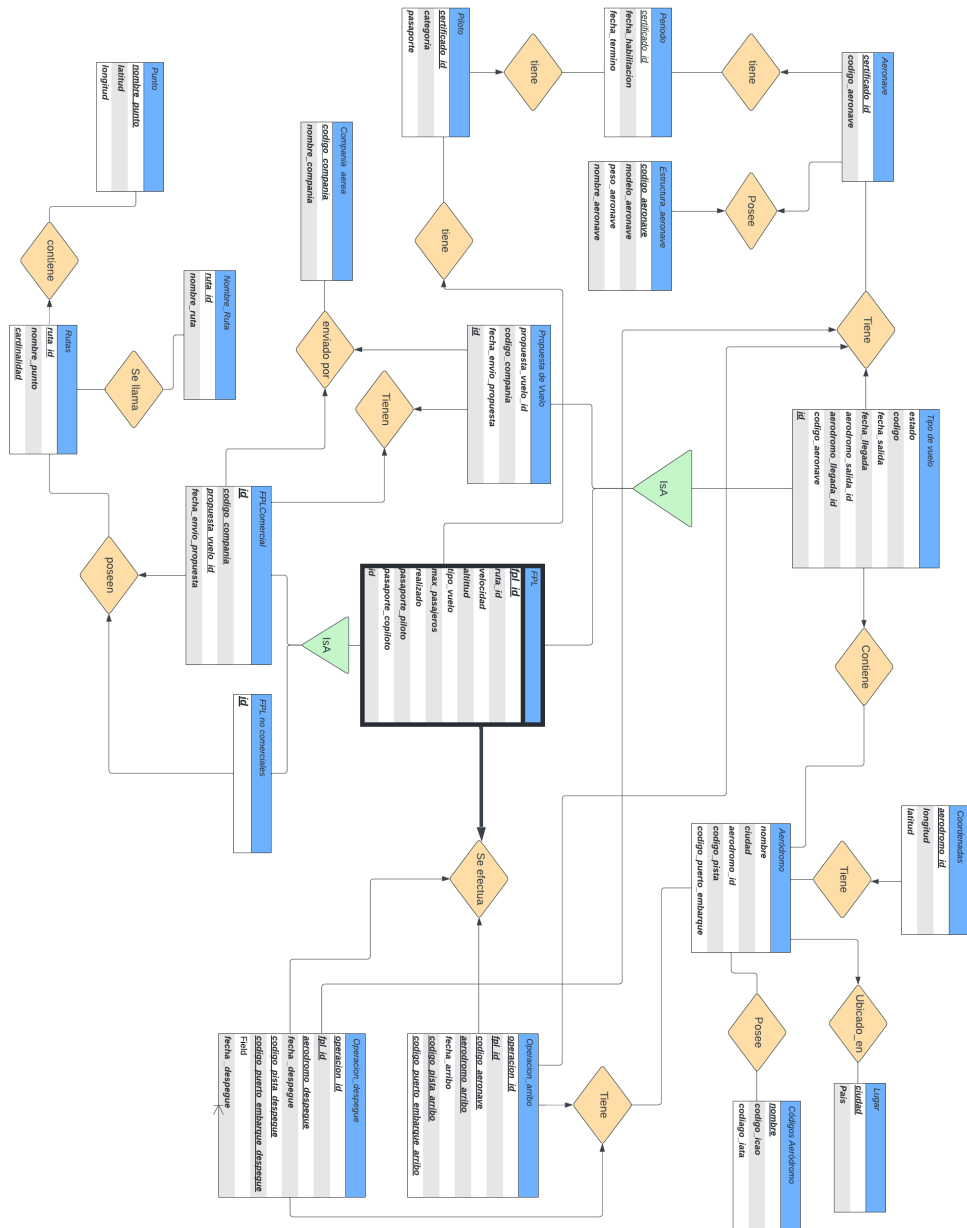 Aeronave
certificado_id
codigo_aeronave
Tipo de vuelo
estado
codigo
fecha_salida
fecha_llegada
aerodromo_salida_id
aerodromo_llegada_id
codigo_aeronave
id
Coordenadas
aerodromo_id
longitud
latitud
Tiene
Contiene
Tiene
Ubicado_en
Lugar
ciudad
País
tiene
Posee
Aeródromo
nombre
ciudad
aerodromo_id
codigo_pista
codigo_puerto_embarque
Posee
Códigos Aeródromo
nombre
codigo_icao
codiago_iata
Periodo
certificado_id
fecha_habilitacion
fecha_termino
Estructura_aeronave
codigo_aeronave
modelo_aeronave
peso_aeronave
nombre_aeronave
IsA
Tiene
tiene
Propuesta de Vuelo
propuesta_vuelo_id
codigo_compania
fecha_envio_propuesta
id
FPL
fpl_id
ruta_id
velocidad
altitud
tipo_vuelo
max_pasajeros
realizado
pasaporte_piloto
pasaporte_copiloto
id
Se efectua
Operacion_arribo
operacion_id
fpl_id
codigo_aeronave
aerodromo_arribo
fecha_arribo
codigo_pista_arribo
codigo_puerto_embarque_arribo
Piloto
certificado_id
categoria
pasaporte
tiene
Compania aerea
codigo_compania
nombre_compania
enviado por
Tienen
IsA
Operacion_despegue
operacion_id
fpl_id
aerodromo_despegue
fecha_despegue
codigo_pista_despegue
codigo_puerto_embarque_despegue
Field
fecha_despegue
FPLComercial
id
codigo_compania
propuesta_vuelo_id
fecha_envio_propuesta
FPL no comerciales
id
Nombre_Ruta
ruta_id
nombre_ruta
Punto
nombre_punto
latitud
longitud
Se llama
poseen
contiene
Rutas
ruta_id
nombre_punto
cardinalidad